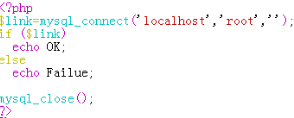 <?php
$link=mysql_connect('localhost','root','');
if ($link)
  echo OK;
else
  echo Failue;

mysql_close();
?>